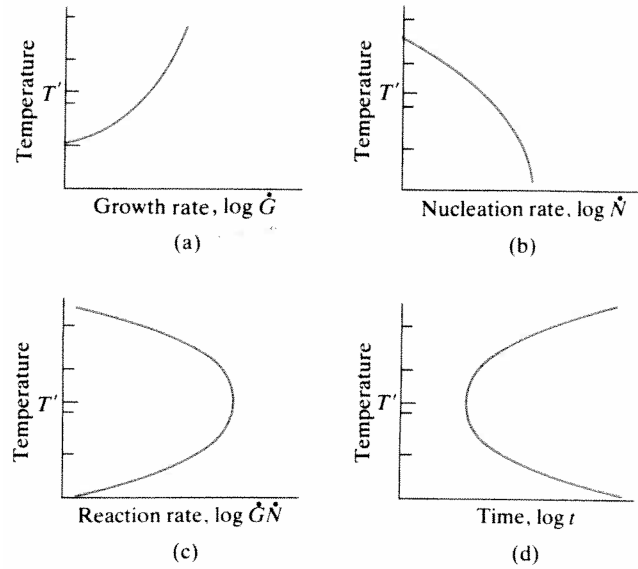 Temperature
T′
Growth rate, log Ġ
(a)
Temperature
T′
Nucleation rate, log Ṅ
(b)
Temperature
T′
Reaction rate, log ĠṄ
(c)
Temperature
T′
Time, log t
(d)